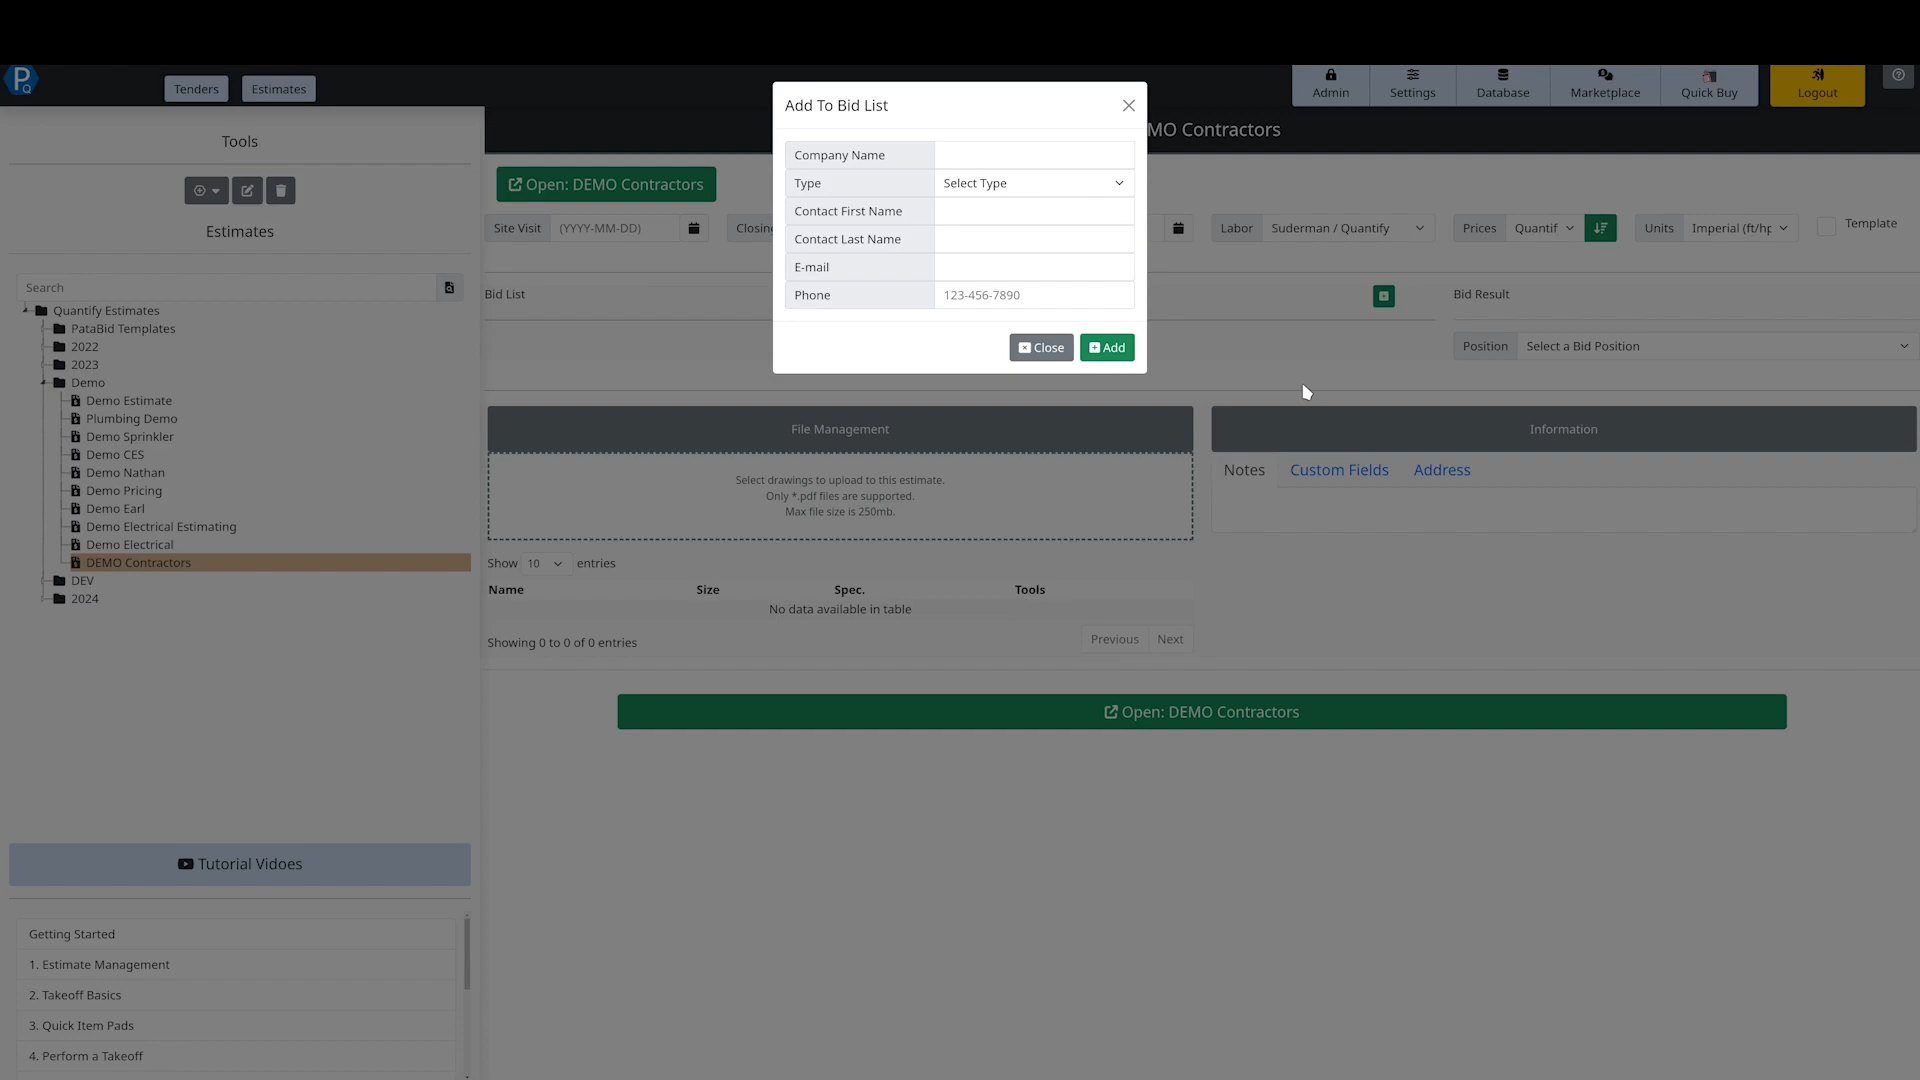 Tenders
Estimates
Admin
Settings
Database
Marketplace
Quick Buy
Logout
Add To Bid List
MO Contractors
Company Name
Type
Select Type
Contact First Name
Contact Last Name
E-mail
Phone
123-456-7890
Close
Add
Tools
Estimates
Search
Quantify Estimates
PataBid Templates
2022
2023
Demo
Demo Estimate
Plumbing Demo
Demo Sprinkler
Demo CES
Demo Nathan
Demo Pricing
Demo Earl
Demo Electrical Estimating
Demo Electrical
DEMO Contractors
DEV
2024
Tutorial Vidoes
Getting Started
1. Estimate Management
2. Takeoff Basics
3. Quick Item Pads
4. Perform a Takeoff
Open: DEMO Contractors
Site Visit
(YYYY-MM-DD)
Closin
Labor
Suderman / Quantify
Prices
Quantif
Units
Imperial (ft/hr
Template
Bid List
Bid Result
Position
Select a Bid Position
File Management
Select drawings to upload to this estimate.
Only *.pdf files are supported.
Max file size is 250mb.
Show 10 entries
Name Size Spec. Tools
No data available in table
Showing 0 to 0 of 0 entries
Previous
Next
Information
Notes
Custom Fields
Address
Open: DEMO Contractors